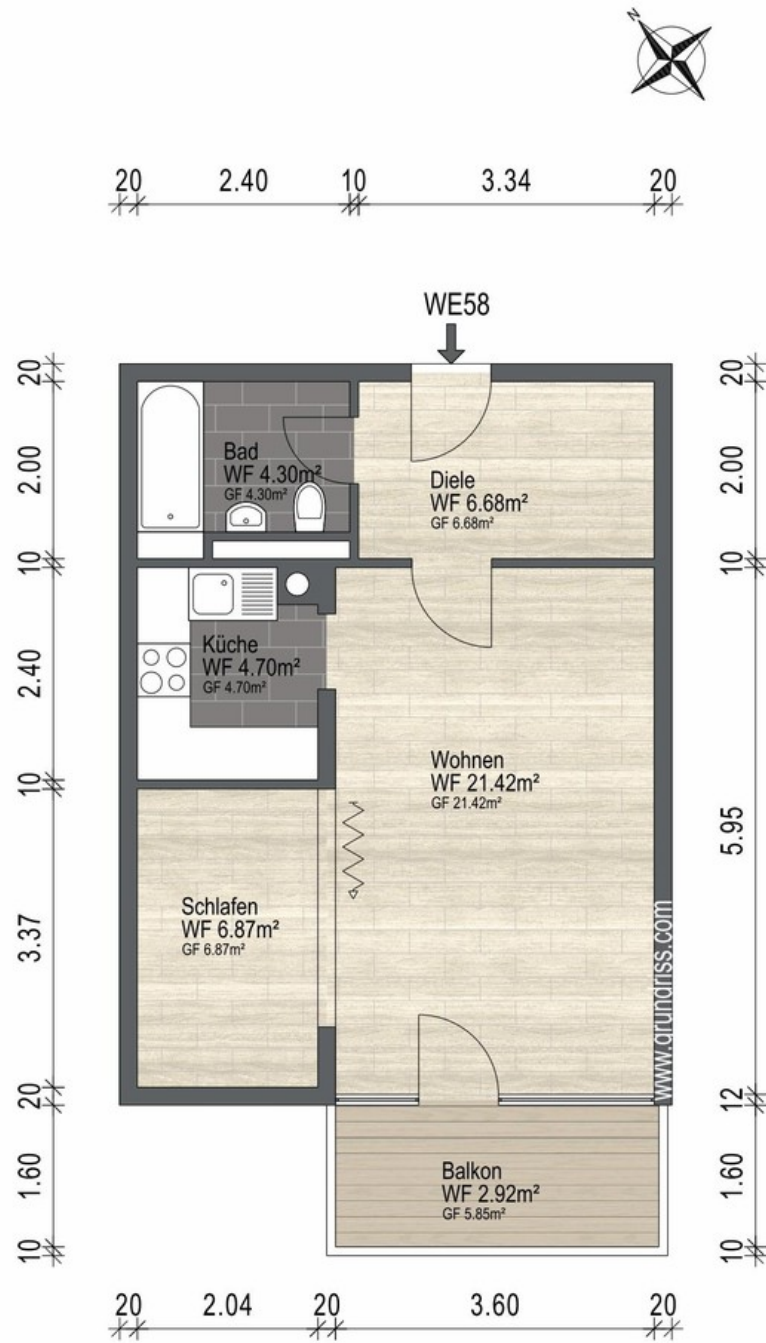 N
20 2.40 10 3.34 20
WE58
20
2.00
10
2.40
10
3.37
20
1.60
10
Bad
WF 4.30m²
GF 4.30m²
Diele
WF 6.68m²
GF 6.68m²
Küche
WF 4.70m²
GF 4.70m²
Wohnen
WF 21.42m²
GF 21.42m²
Schlafen
WF 6.87m²
GF 6.87m²
Balkon
WF 2.92m²
GF 5.85m²
www.grundriss.com
20
2.00
10
5.95
12
1.60
10
20 2.04 20 3.60 20